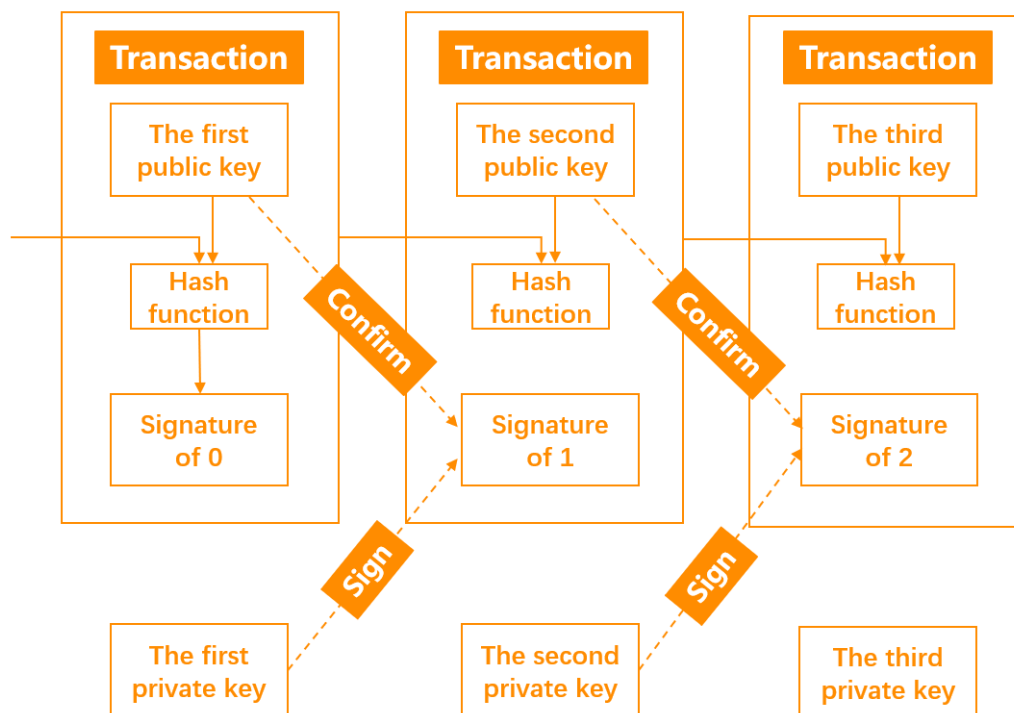 Transaction
Transaction
Transaction
The first
public key
The second
public key
The third
public key
Hash
function
Hash
function
Hash
function
Confirm
Confirm
Signature
of 0
Signature
of 1
Signature
of 2
Sign
Sign
The first
private key
The second
private key
The third
private key